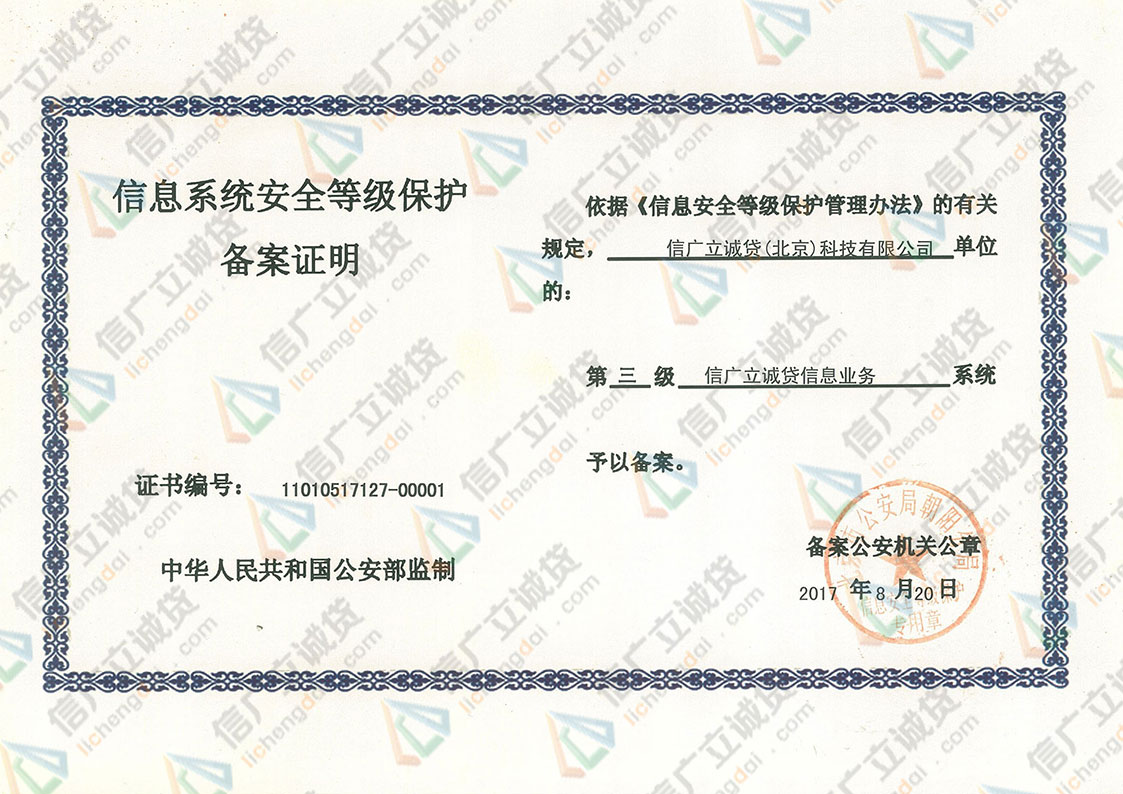 信息系统安全等级保护
备案证明
证书编号： 11010517127-00001
中华人民共和国公安部监制
依据《信息安全等级保护管理办法》的有关
规定， 信广立诚贷(北京)科技有限公司 单位
的：
第 三 级 信广立诚贷信息业务 系统
予以备案。
备案公安机关公章
2017 年 8 月 20 日
公安局朝阳
专用章
信广立诚贷
lichengdai.com